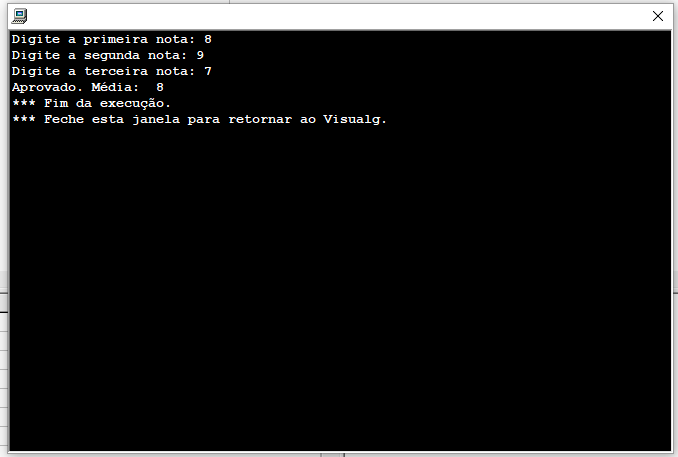 Digite a primeira nota: 8
Digite a segunda nota: 9
Digite a terceira nota: 7
Aprovado. Média:  8
*** Fim da execução.
*** Feche esta janela para retornar ao Visualg.